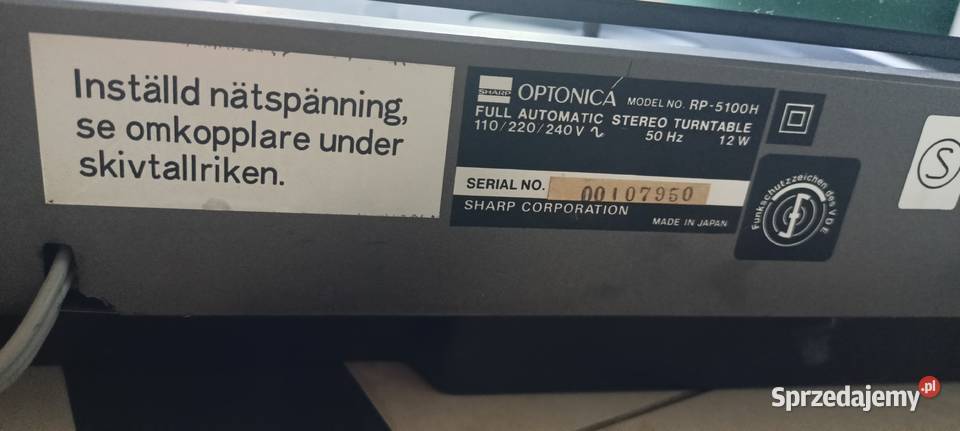 Inställd nätspänning,
se omkopplare under
skivtallriken.
SHARP OPTONICA MODEL NO. RP-5100H
FULL AUTOMATIC STEREO TURNTABLE
110/220/240V ∿ 50 Hz 12 W
SERIAL NO. 00107950
SHARP CORPORATION
MADE IN JAPAN
Funkschutzzeichen des VDE
S
Sprzedajemy.pl